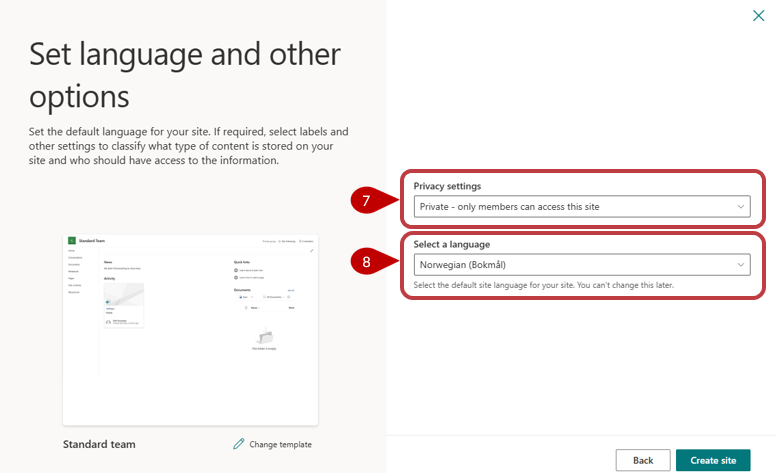 Set language and other
options
Set the default language for your site. If required, select labels and
other settings to classify what type of content is stored on your
site and who should have access to the information.
Standard Team
News
Activity
Quick links
Documents
Standard team
Change template
7
Privacy settings
Private - only members can access this site
8
Select a language
Norwegian (Bokmål)
Select the default site language for your site. You can't change this later.
Back
Create site